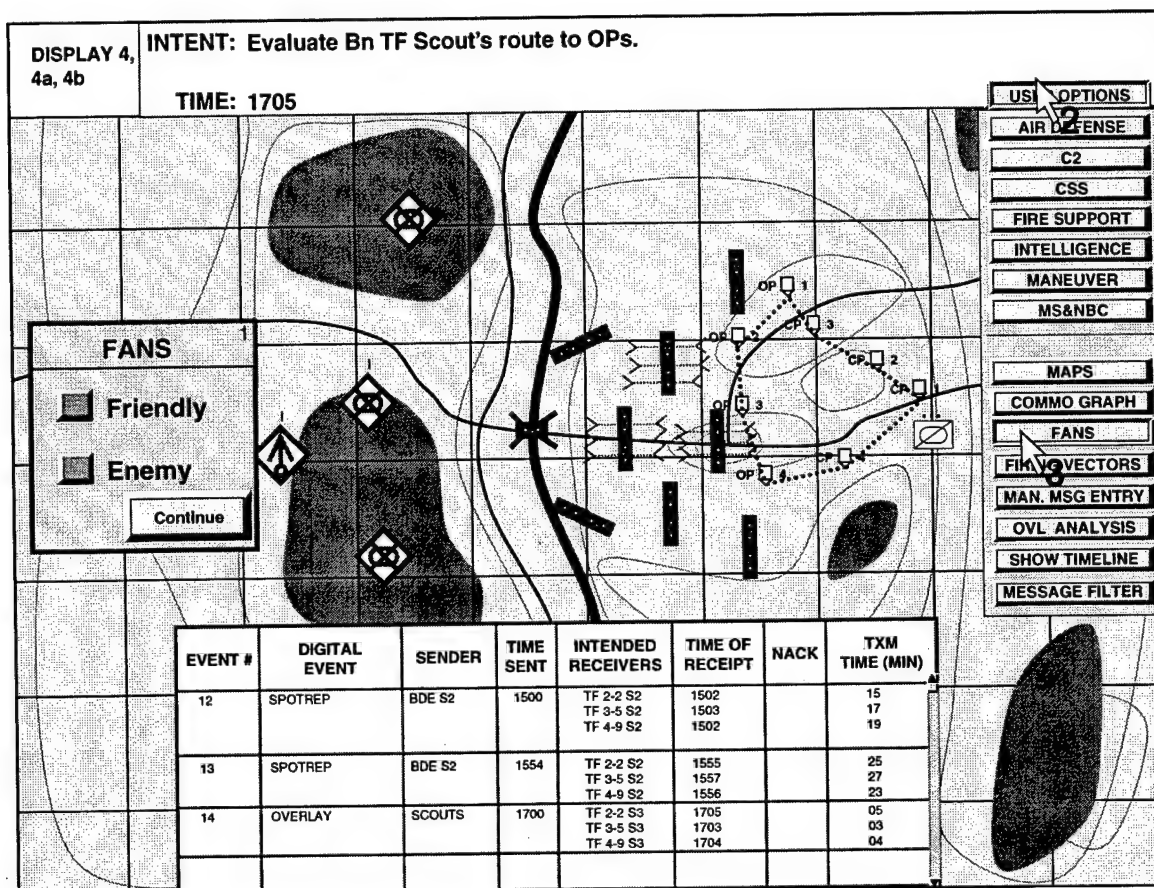 DISPLAY 4,
4a, 4b
INTENT: Evaluate Bn TF Scout's route to OPs.
TIME: 1705
OPTIONS
2
AIR DEFENSE
C2
CSS
FIRE SUPPORT
INTELLIGENCE
MANEUVER
MS&NBC
MAPS
COMMO GRAPH
FANS
3
VECTORS
MAN. MSG ENTRY
OVL ANALYSIS
SHOW TIMELINE
MESSAGE FILTER
FANS 1
Friendly
Enemy
Continue
I
I
OP 1
CP 3
OP 2
CP 2
CP
OP 3
OP 4
EVENT # DIGITAL EVENT SENDER TIME SENT INTENDED RECEIVERS TIME OF RECEIPT NACK TXM TIME (MIN)
12 SPOTREP BDE S2 1500 TF 2-2 S2 1502 15
TF 3-5 S2 1503 17
TF 4-9 S2 1502 19
13 SPOTREP BDE S2 1554 TF 2-2 S2 1555 25
TF 3-5 S2 1557 27
TF 4-9 S2 1556 23
14 OVERLAY SCOUTS 1700 TF 2-2 S3 1705 05
TF 3-5 S3 1703 03
TF 4-9 S3 1704 04